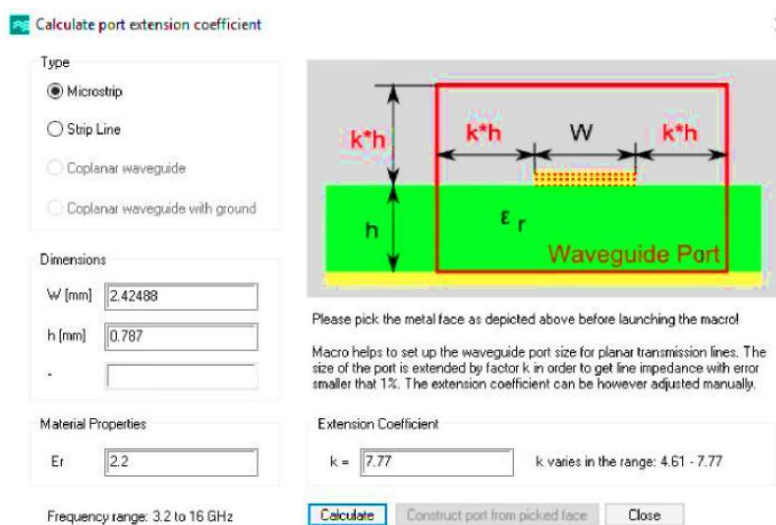 Calculate port extension coefficient
Type
Microstrip
Strip Line
Coplanar waveguide
Coplanar waveguide with ground
k*h
k*h
W
k*h
h
ε r
Waveguide Port
Dimensions
W [mm] 2.42488
h [mm] 0.787
-
Please pick the metal face as depicted above before launching the macro!
Macro helps to set up the waveguide port size for planar transmission lines. The
size of the port is extended by factor k in order to get line impedance with error
smaller that 1%. The extension coefficient can be however adjusted manually.
Material Properties
Er 2.2
Extension Coefficient
k = 7.77 k varies in the range: 4.61 - 7.77
Frequency range: 3.2 to 16 GHz
Calculate Construct port from picked face Close